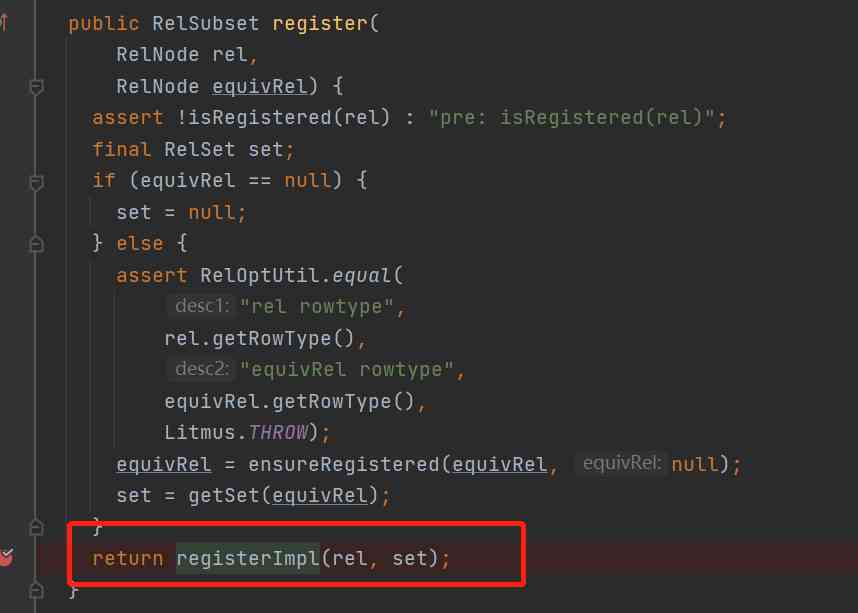 public RelSubset register(
RelNode rel,
RelNode equivRel) {
assert !isRegistered(rel) : "pre: isRegistered(rel)";
final RelSet set;
if (equivRel == null) {
set = null;
} else {
assert RelOptUtil.equal(
desc1: "rel rowtype",
rel.getRowType(),
desc2: "equivRel rowtype",
equivRel.getRowType(),
Litmus.THROW);
equivRel = ensureRegistered(equivRel, equivRel: null);
set = getSet(equivRel);
}
return registerImpl(rel, set);
}